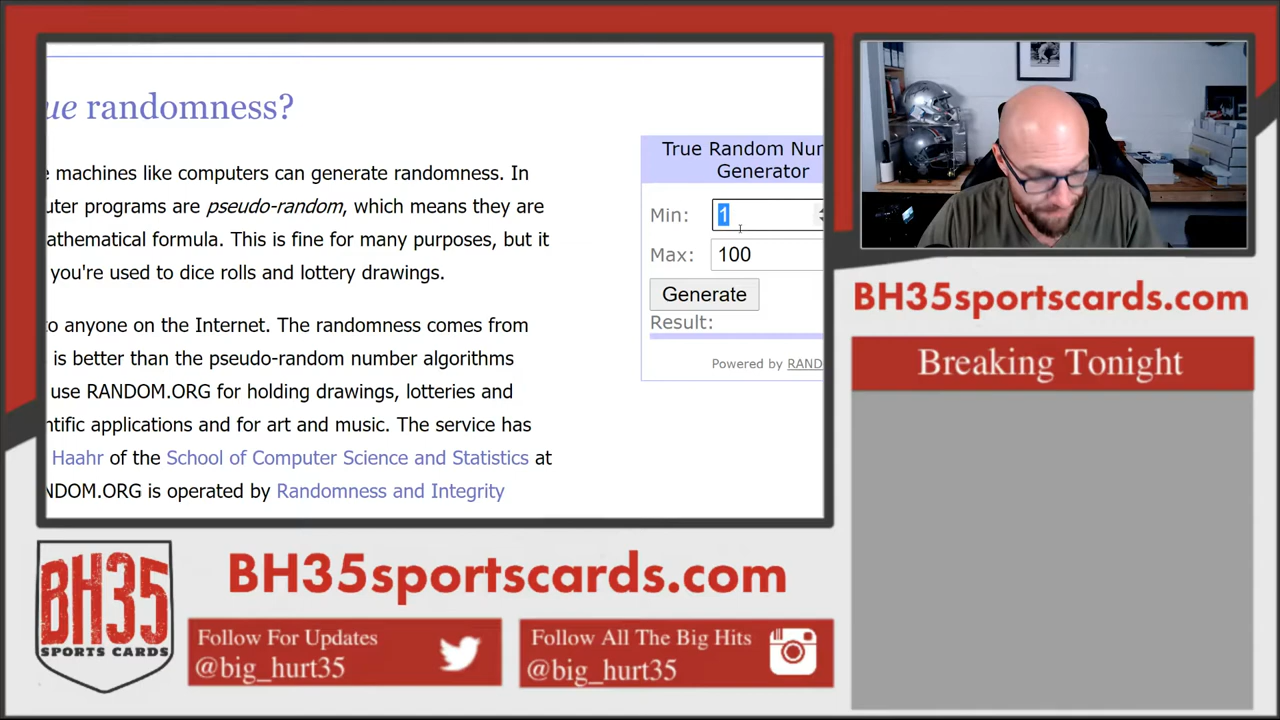 ue randomness?
machines like computers can generate randomness. In
uter programs are pseudo-random, which means they are
athematical formula. This is fine for many purposes, but it
you're used to dice rolls and lottery drawings.
to anyone on the Internet. The randomness comes from
is better than the pseudo-random number algorithms
use RANDOM.ORG for holding drawings, lotteries and
ntific applications and for art and music. The service has
Haahr of the School of Computer Science and Statistics at
NDOM.ORG is operated by Randomness and Integrity
True Random Num
Generator
Min: 1
Max: 100
Generate
Result:
Powered by RAND
BH35sportscards.com
Breaking Tonight
BH35
SPORTS CARDS
BH35sportscards.com
Follow For Updates
@big_hurt35
Follow All The Big Hits
@big_hurt35